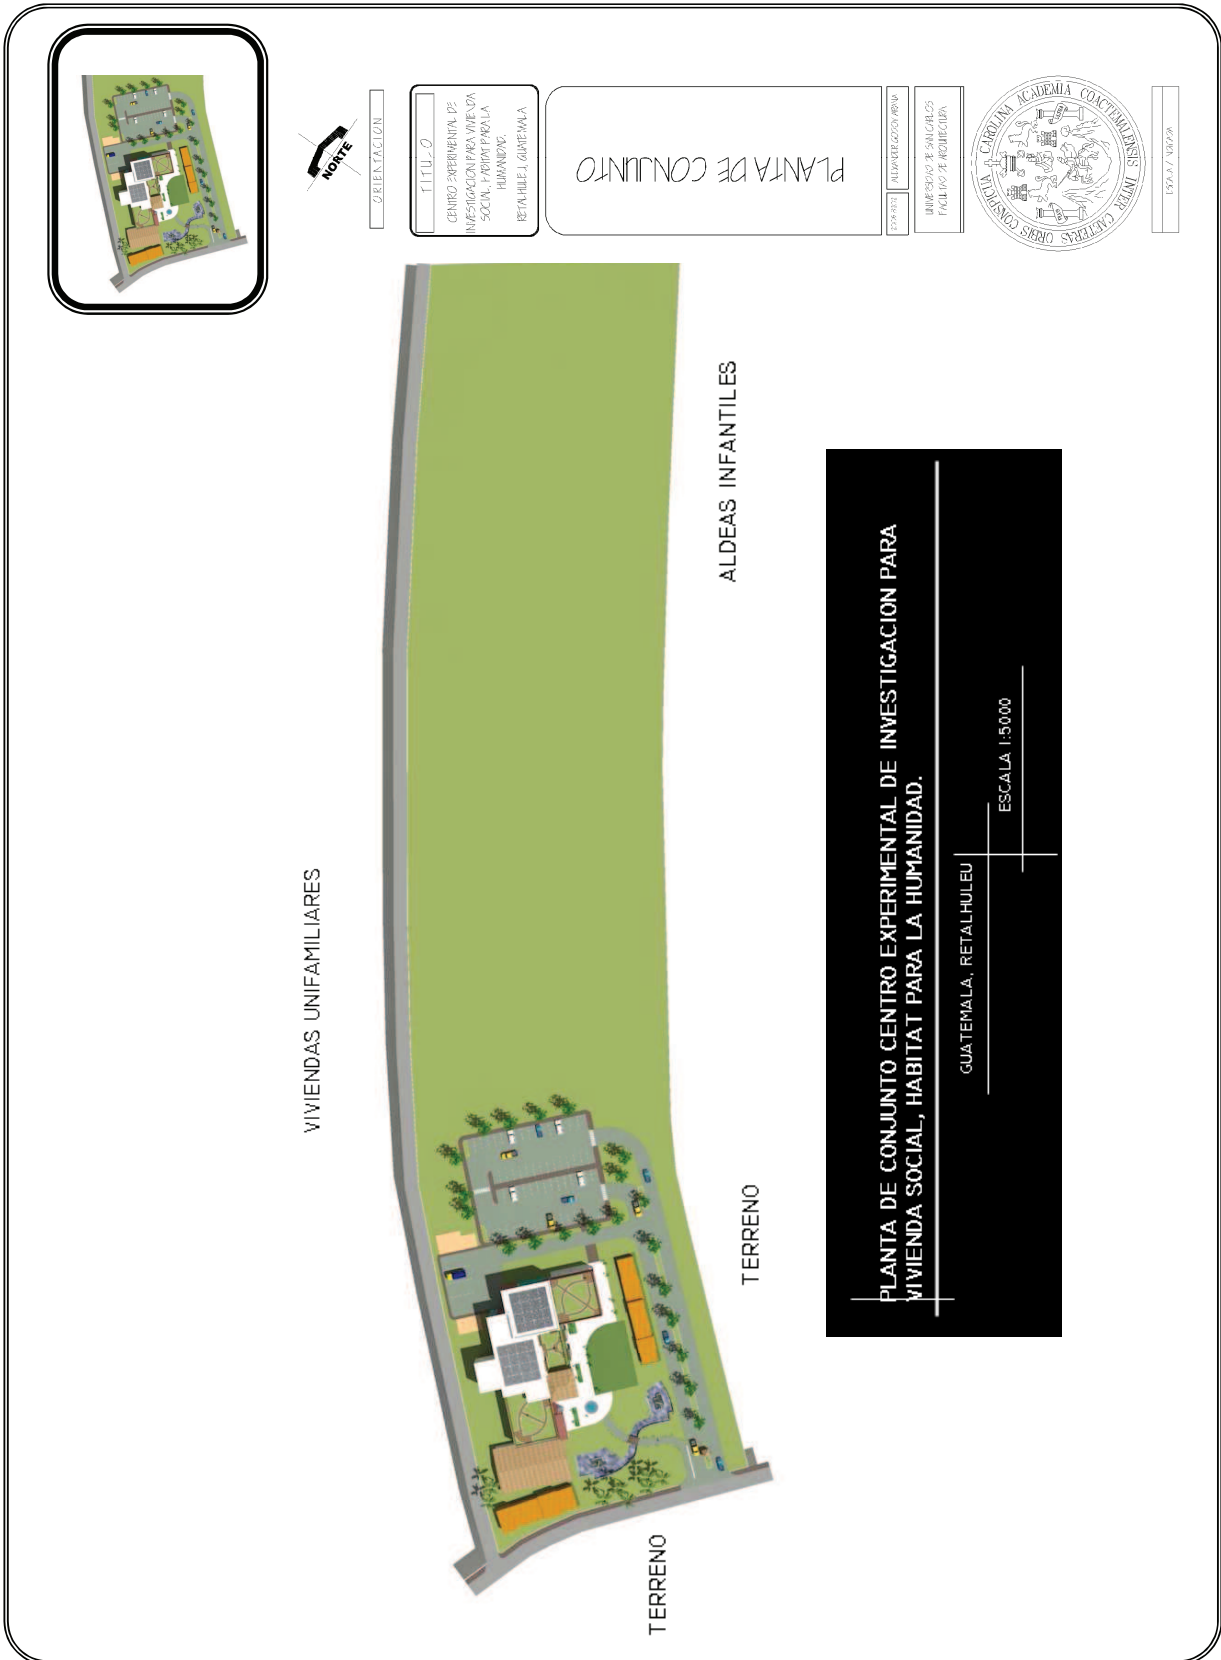 ORIENTACION
NORTE
TITULO
CENTRO EXPERIMENTAL DE
INVESTIGACION PARA VIVIENDA
SOCIAL, HABITAT PARA LA
HUMANIDAD,
RETALHULEU, GUATEMALA
PLANTA DE CONJUNTO
UNIVERSIDAD DE SAN CARLOS
FACULTAD DE ARQUITECTURA
CAROLINA ACADEMIA COACTEMALENSIS INTER CAETERAS ORBIS CONSPICUA
ESCALA /
VIVIENDAS UNIFAMILIARES
ALDEAS INFANTILES
TERRENO
TERRENO
PLANTA DE CONJUNTO CENTRO EXPERIMENTAL DE INVESTIGACION PARA
VIVIENDA SOCIAL, HABITAT PARA LA HUMANIDAD.
GUATEMALA, RETALHULEU
ESCALA 1:5000